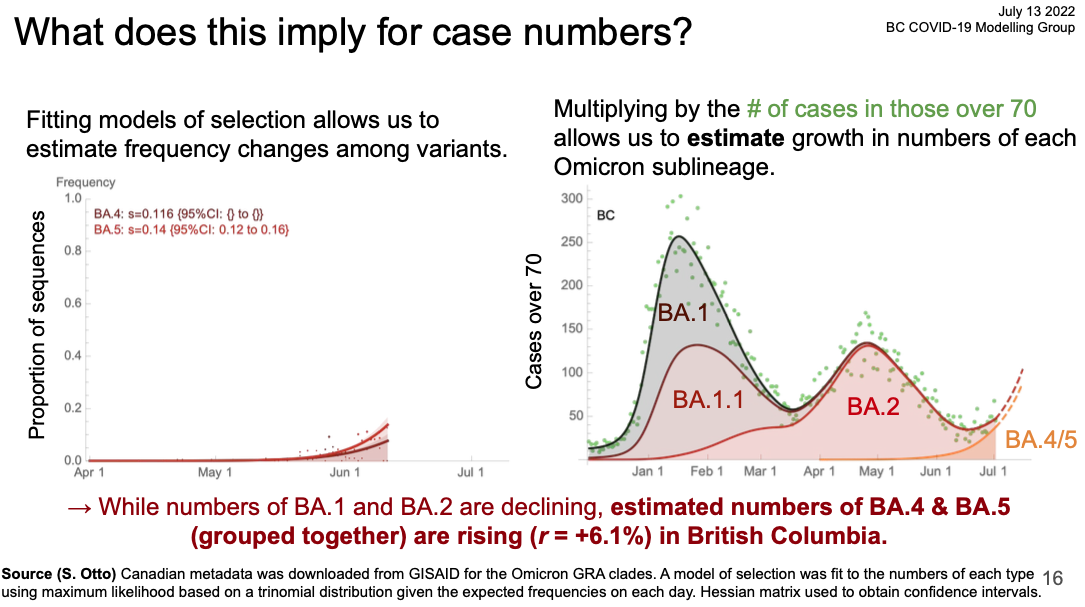 What does this imply for case numbers?
July 13 2022
BC COVID-19 Modelling Group
Fitting models of selection allows us to
estimate frequency changes among variants.
Multiplying by the # of cases in those over 70
allows us to estimate growth in numbers of each
Omicron sublineage.
Frequency
1.0
0.8
0.6
0.4
0.2
0.0
Proportion of sequences
BA.4: s=0.116 {95%CI: {} to {}}
BA.5: s=0.14 {95%CI: 0.12 to 0.16}
Apr 1 May 1 Jun 1 Jul 1
300
250
200
150
100
50
Cases over 70
BC
BA.1
BA.1.1
BA.2
BA.4/5
Jan 1 Feb 1 Mar 1 Apr 1 May 1 Jun 1 Jul 1
→ While numbers of BA.1 and BA.2 are declining, estimated numbers of BA.4 & BA.5
(grouped together) are rising (r = +6.1%) in British Columbia.
Source (S. Otto) Canadian metadata was downloaded from GISAID for the Omicron GRA clades. A model of selection was fit to the numbers of each type
using maximum likelihood based on a trinomial distribution given the expected frequencies on each day. Hessian matrix used to obtain confidence intervals.
16